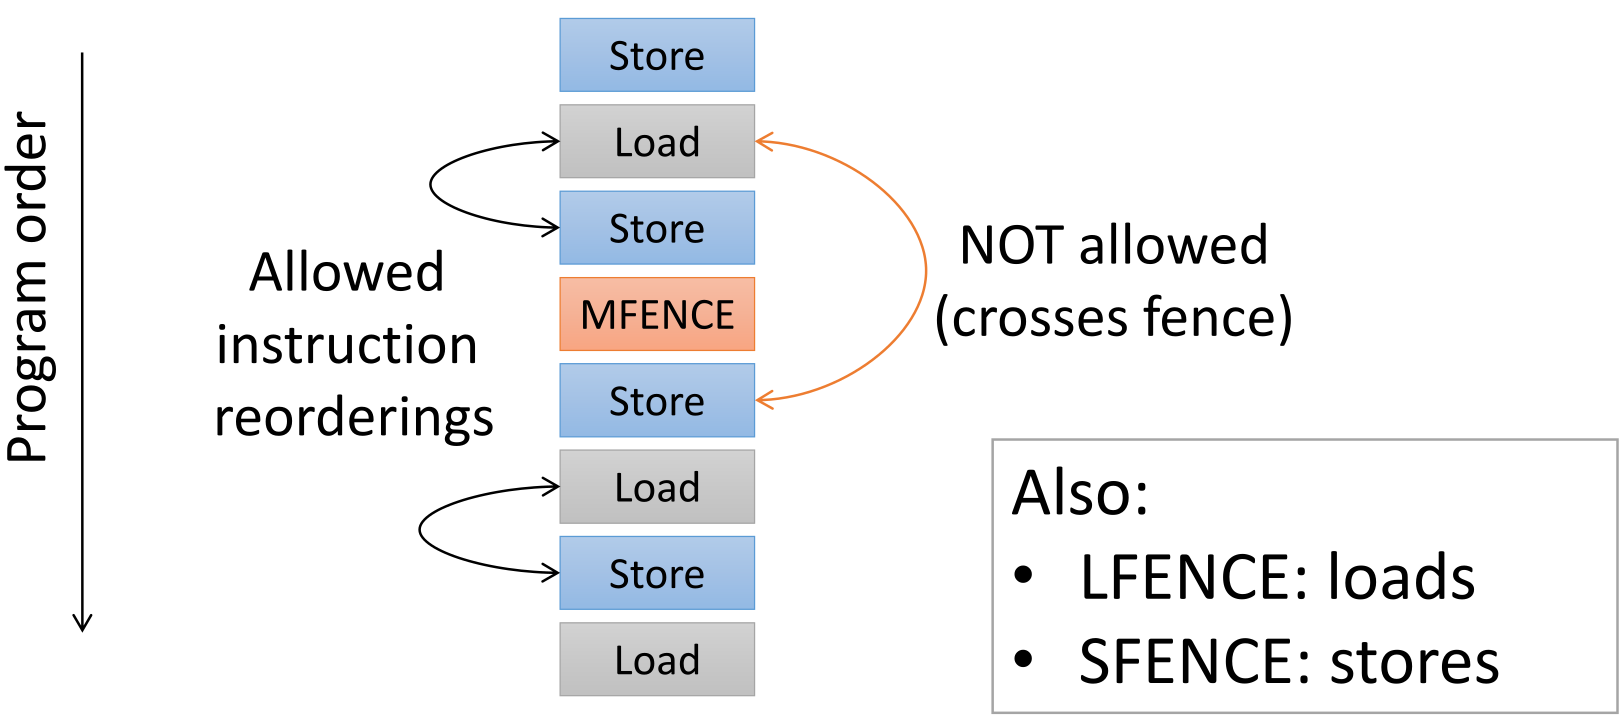 Program order
Store
Load
Store
MFENCE
Store
Load
Store
Load
Allowed
instruction
reorderings
NOT allowed
(crosses fence)
Also:
• LFENCE: loads
• SFENCE: stores